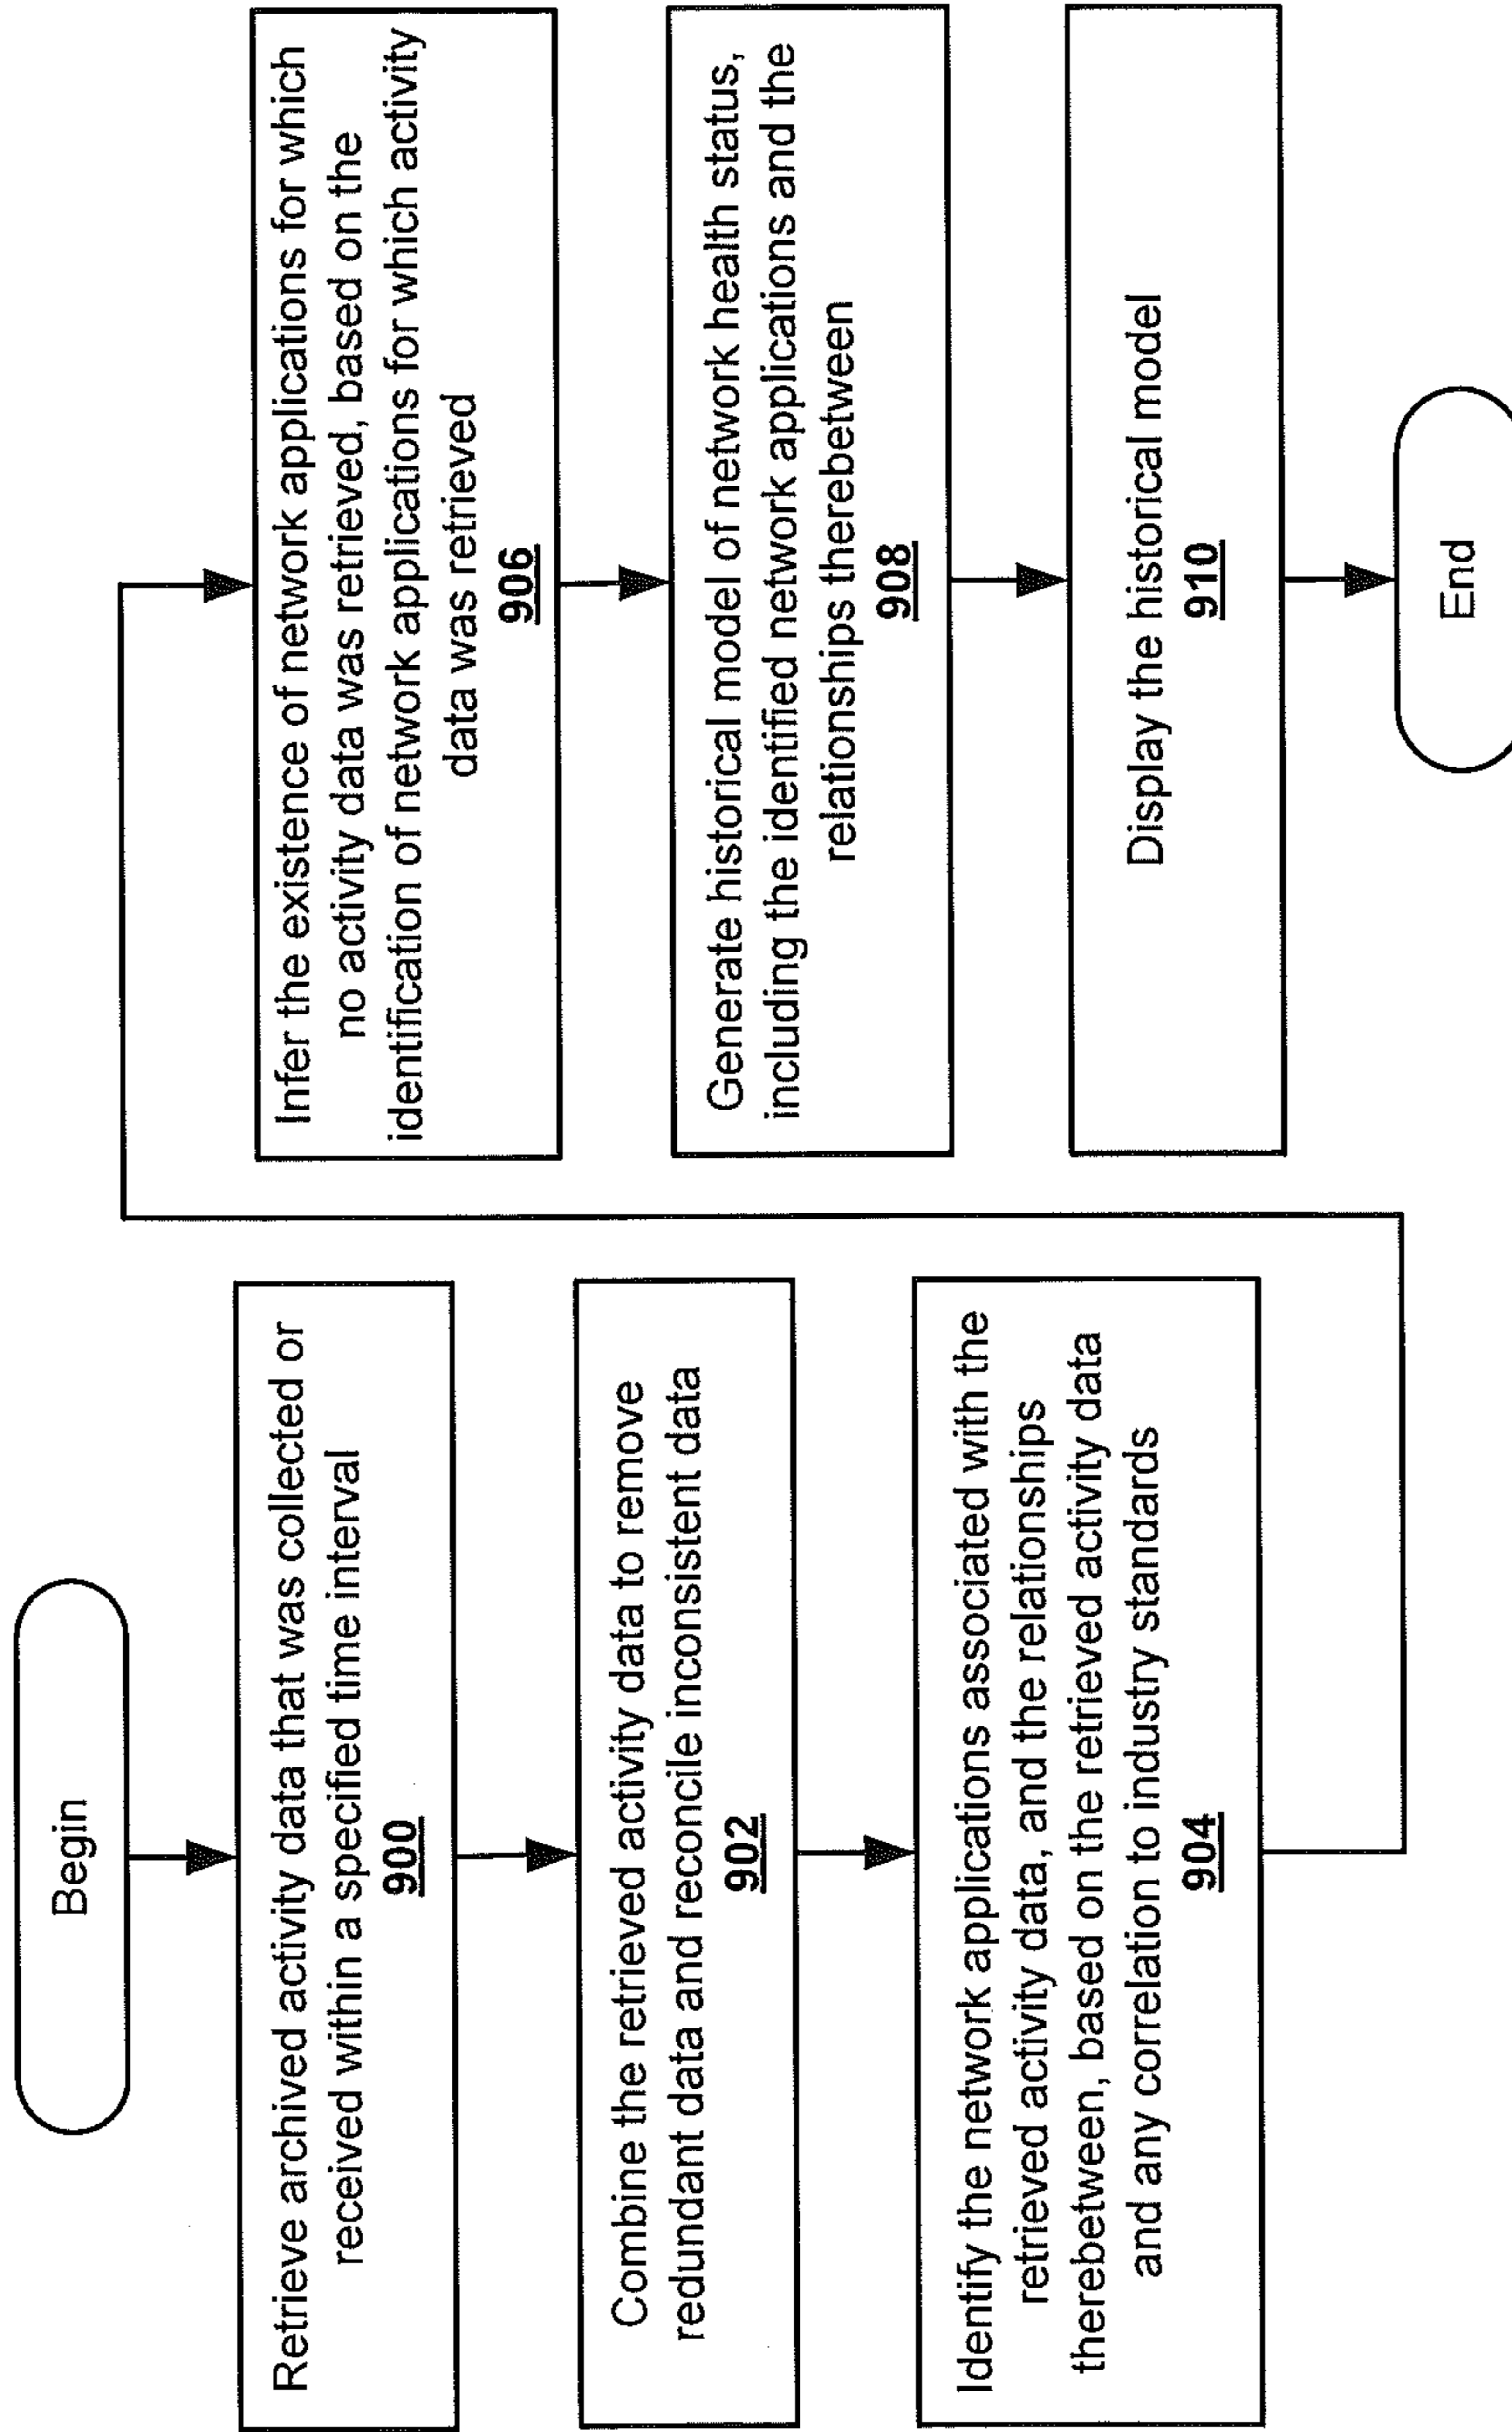 Begin
Retrieve archived activity data that was collected or
received within a specified time interval
900
Combine the retrieved activity data to remove
redundant data and reconcile inconsistent data
902
Identify the network applications associated with the
retrieved activity data, and the relationships
therebetween, based on the retrieved activity data
and any correlation to industry standards
904
Infer the existence of network applications for which
no activity data was retrieved, based on the
identification of network applications for which activity
data was retrieved
906
Generate historical model of network health status,
including the identified network applications and the
relationships therebetween
908
Display the historical model
910
End